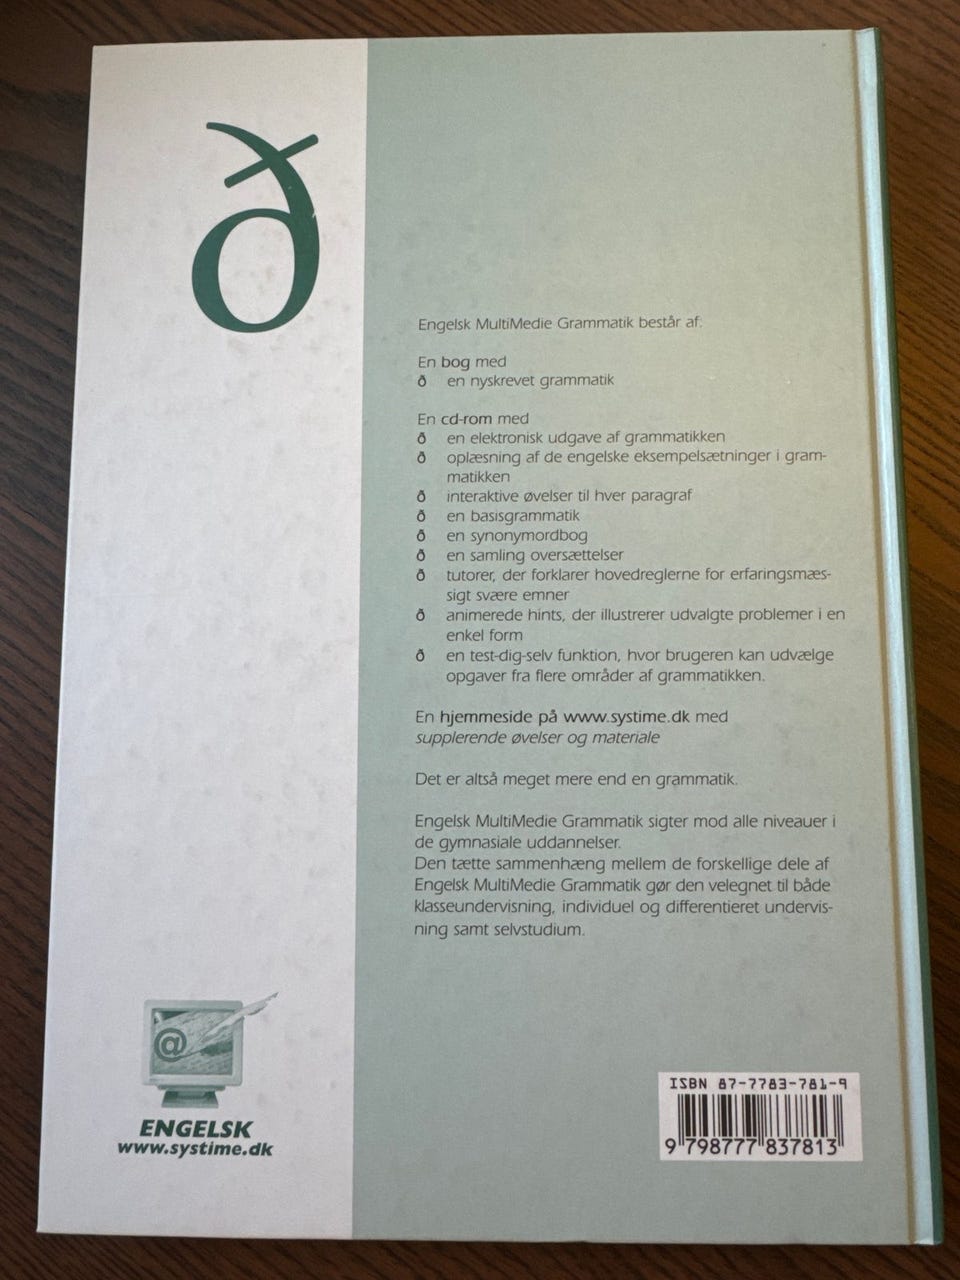 ð
Engelsk MultiMedie Grammatik består af:
En bog med
ð en nyskrevet grammatik
En cd-rom med
ð en elektronisk udgave af grammatikken
ð oplæsning af de engelske eksempelsætninger i gram-
matikken
ð interaktive øvelser til hver paragraf
ð en basisgrammatik
ð en synonymordbog
ð en samling oversættelser
ð tutorer, der forklarer hovedreglerne for erfaringsmæs-
sigt svære emner
ð animerede hints, der illustrerer udvalgte problemer i en
enkel form
ð en test-dig-selv funktion, hvor brugeren kan udvælge
opgaver fra flere områder af grammatikken.
En hjemmeside på www.systime.dk med
supplerende øvelser og materiale
Det er altså meget mere end en grammatik.
Engelsk MultiMedie Grammatik sigter mod alle niveauer i
de gymnasiale uddannelser.
Den tætte sammenhæng mellem de forskellige dele af
Engelsk MultiMedie Grammatik gør den velegnet til både
klasseundervisning, individuel og differentieret undervis-
ning samt selvstudium.
@
ENGELSK
www.systime.dk
ISBN 87-7783-781-9
9 798777 837813